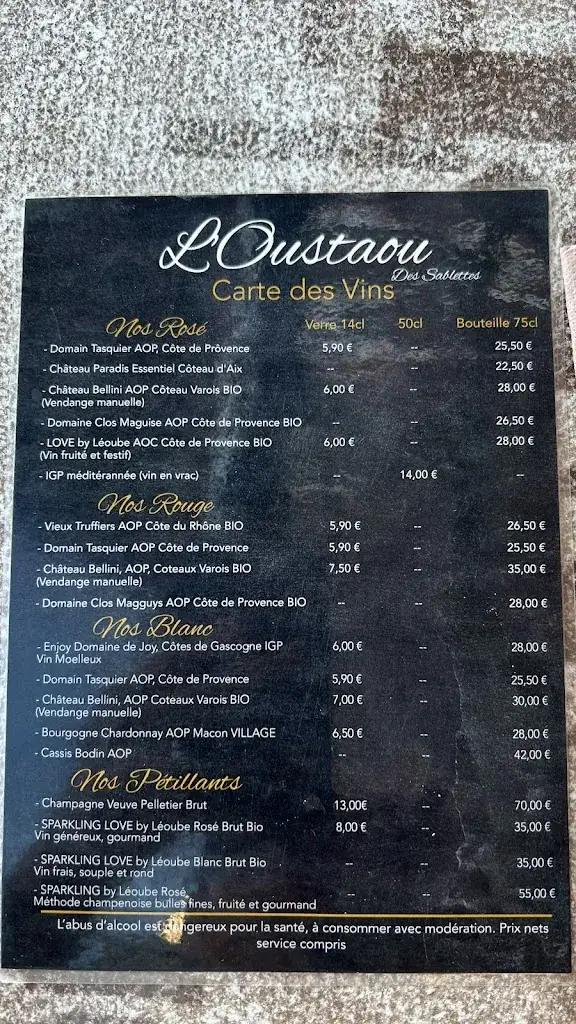 L'Oustaou
Des Sablettes
Carte des Vins
Nos Rosé Verre 14cl 50cl Bouteille 75cl
- Domain Tasquier AOP, Côte de Prôvence 5,90 € -- 25,50 €
- Château Paradis Essentiel Côteau d'Aix -- -- 22,50 €
- Château Bellini AOP Côteau Varois BIO 6,00 € -- 28,00 €
(Vendange manuelle)
- Domaine Clos Maguise AOP Côte de Provence BIO -- -- 26,50 €
- LOVE by Léoube AOC Côte de Provence BIO 6,00 € -- 28,00 €
(Vin fruité et festif)
- IGP méditérannée (vin en vrac) -- 14,00 € --
Nos Rouge
- Vieux Truffiers AOP Côte du Rhône BIO 5,90 € -- 26,50 €
- Domain Tasquier AOP Côte de Provence 5,90 € -- 25,50 €
- Château Bellini, AOP, Coteaux Varois BIO 7,50 € -- 35,00 €
(Vendange manuelle)
- Domaine Clos Magguys AOP Côte de Provence BIO -- -- 28,00 €
Nos Blanc
- Enjoy Domaine de Joy, Côtes de Gascogne IGP 6,00 € -- 28,00 €
Vin Moelleux
- Domain Tasquier AOP, Côte de Provence 5,90 € -- 25,50 €
- Château Bellini, AOP Coteaux Varois BIO 7,00 € -- 30,00 €
(Vendange manuelle)
- Bourgogne Chardonnay AOP Macon VILLAGE 6,50 € -- 28,00 €
- Cassis Bodin AOP -- -- 42,00 €
Nos Pétillants
- Champagne Veuve Pelletier Brut 13,00€ -- 70,00 €
- SPARKLING LOVE by Léoube Rosé Brut Bio 8,00 € -- 35,00 €
Vin généreux, gourmand
- SPARKLING LOVE by Léoube Blanc Brut Bio -- -- 35,00 €
Vin frais, souple et rond
- SPARKLING by Léoube Rosé -- -- 55,00 €
Méthode champenoise bulles fines, fruité et gourmand
L'abus d'alcool est dangereux pour la santé, à consommer avec modération. Prix nets
service compris